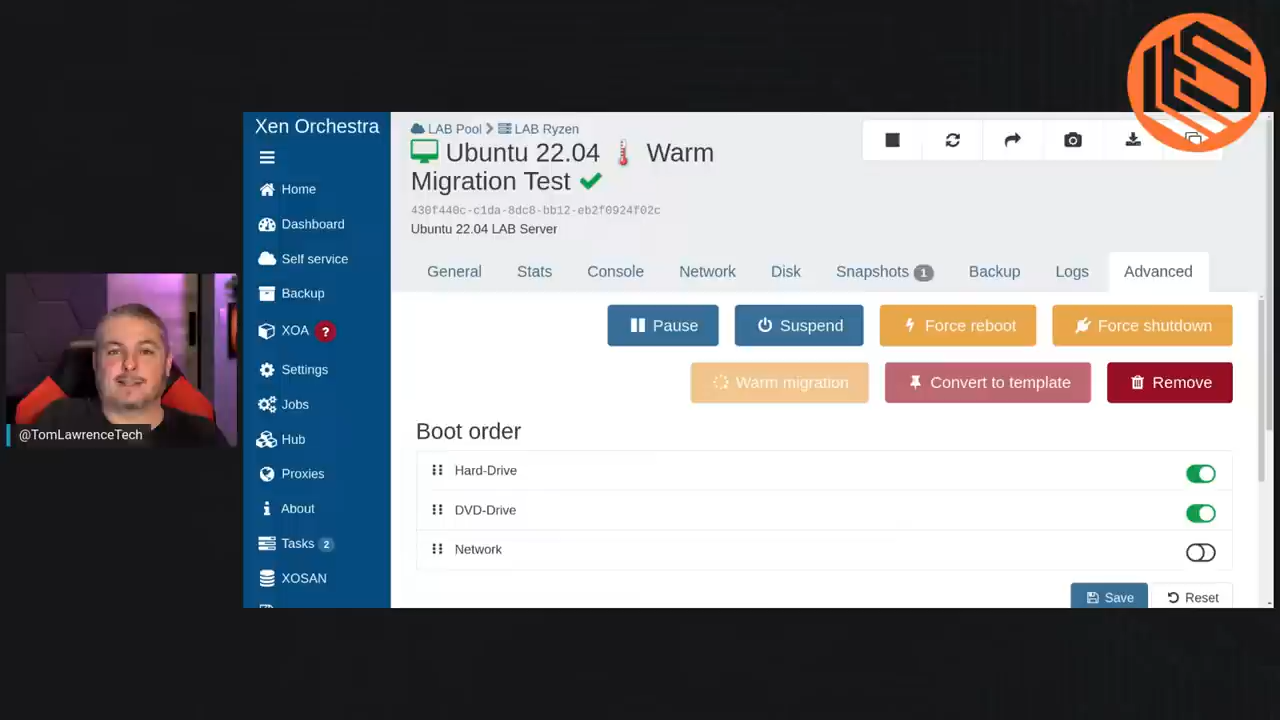 Xen Orchestra
Home
Dashboard
Self service
Backup
XOA ?
Settings
Jobs
Hub
Proxies
About
Tasks 2
XOSAN
LAB Pool LAB Ryzen
Ubuntu 22.04 🌡️ Warm
Migration Test
430f440c-c1da-8dc8-bb12-eb2f0924f02c
Ubuntu 22.04 LAB Server
General Stats Console Network Disk Snapshots 1 Backup Logs Advanced
Pause Suspend Force reboot Force shutdown
Warm migration Convert to template Remove
Boot order
Hard-Drive
DVD-Drive
Network
Save Reset
@TomLawrenceTech